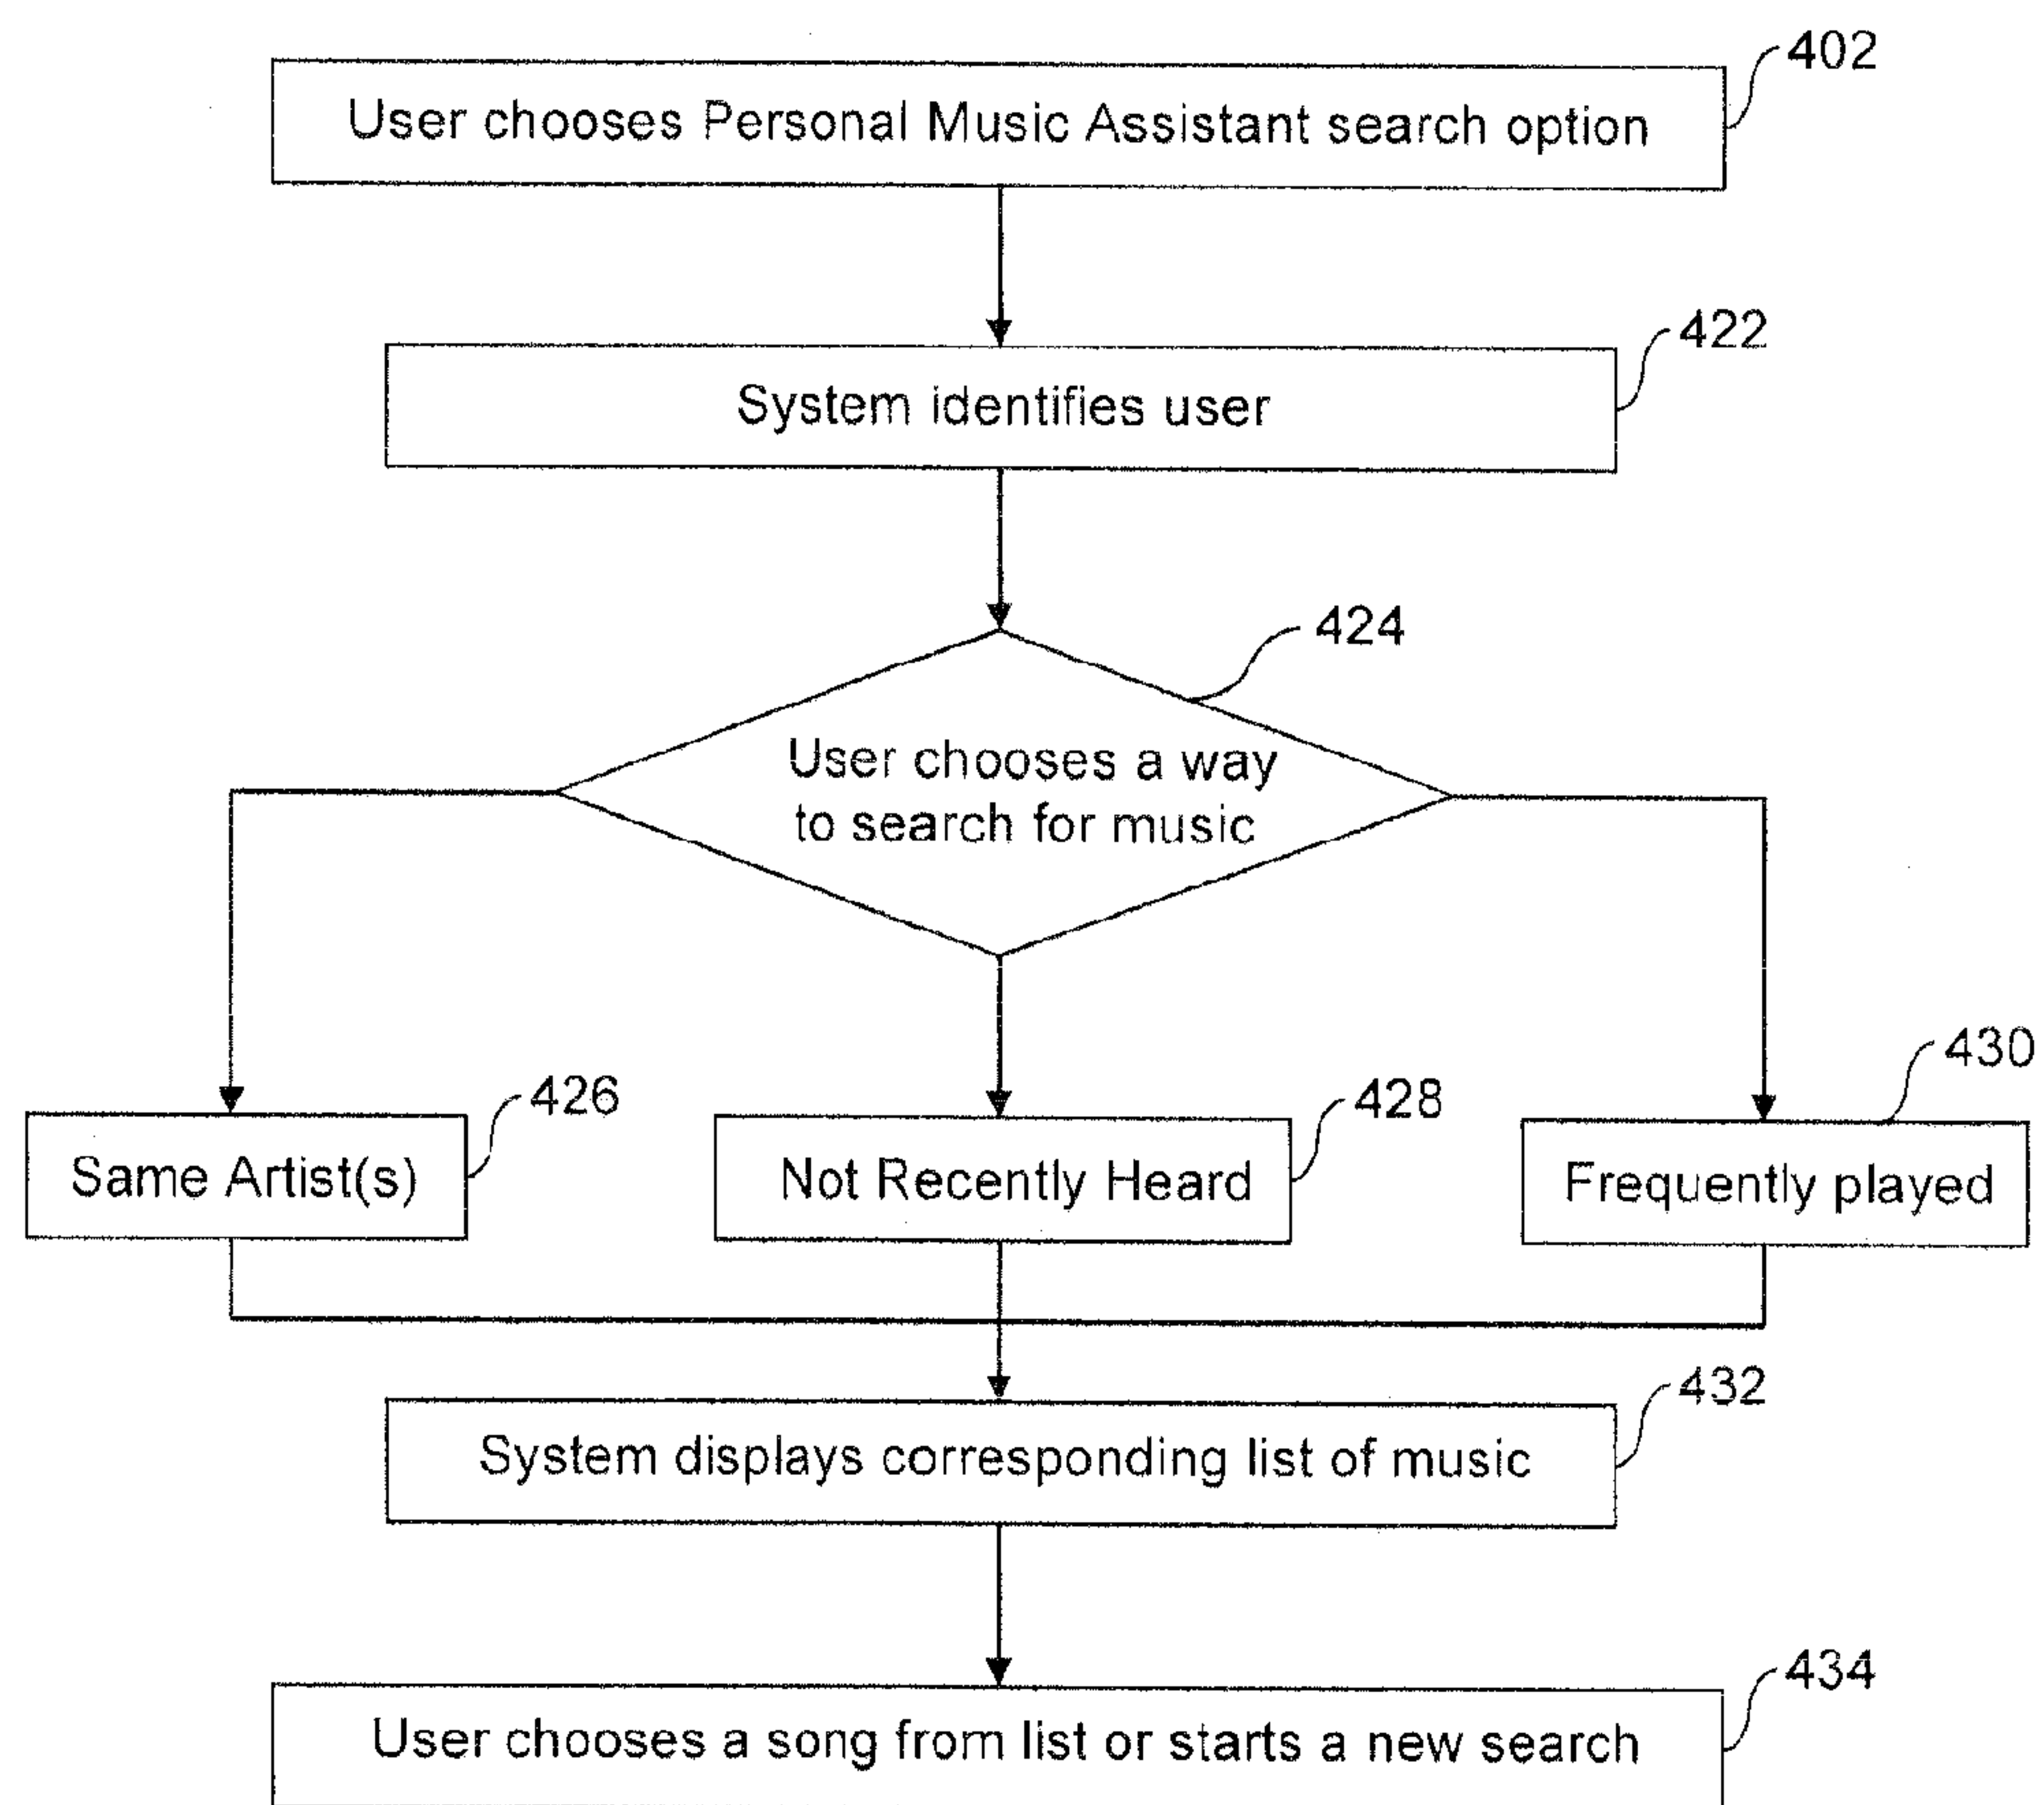 402
User chooses Personal Music Assistant search option
422
System identifies user
424
User chooses a way
to search for music
426
Same Artist(s)
428
Not Recently Heard
430
Frequently played
432
System displays corresponding list of music
434
User chooses a song from list or starts a new search